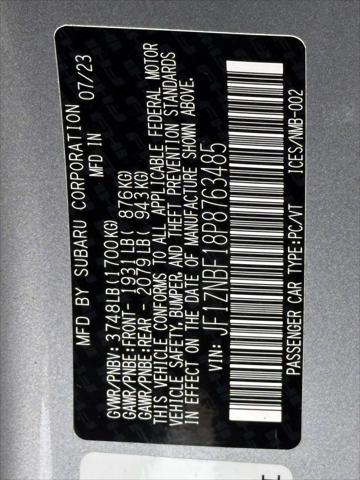 MFD BY SUBARU CORPORATION
MFD IN 07/23
GVWR/PNBV: 3748LB(1700KG)
GAWR/PNBE:FRONT- 1931LB( 876KG)
GAWR/PNBE:REAR - 2079LB( 943KG)
THIS VEHICLE CONFORMS TO ALL APPLICABLE FEDERAL MOTOR
VEHICLE SAFETY, BUMPER, AND THEFT PREVENTION STANDARDS
IN EFFECT ON THE DATE OF MANUFACTURE SHOWN ABOVE.
VIN: JF1ZNBF18P8763485
PASSENGER CAR TYPE:PC/VT ICES/NMB-002